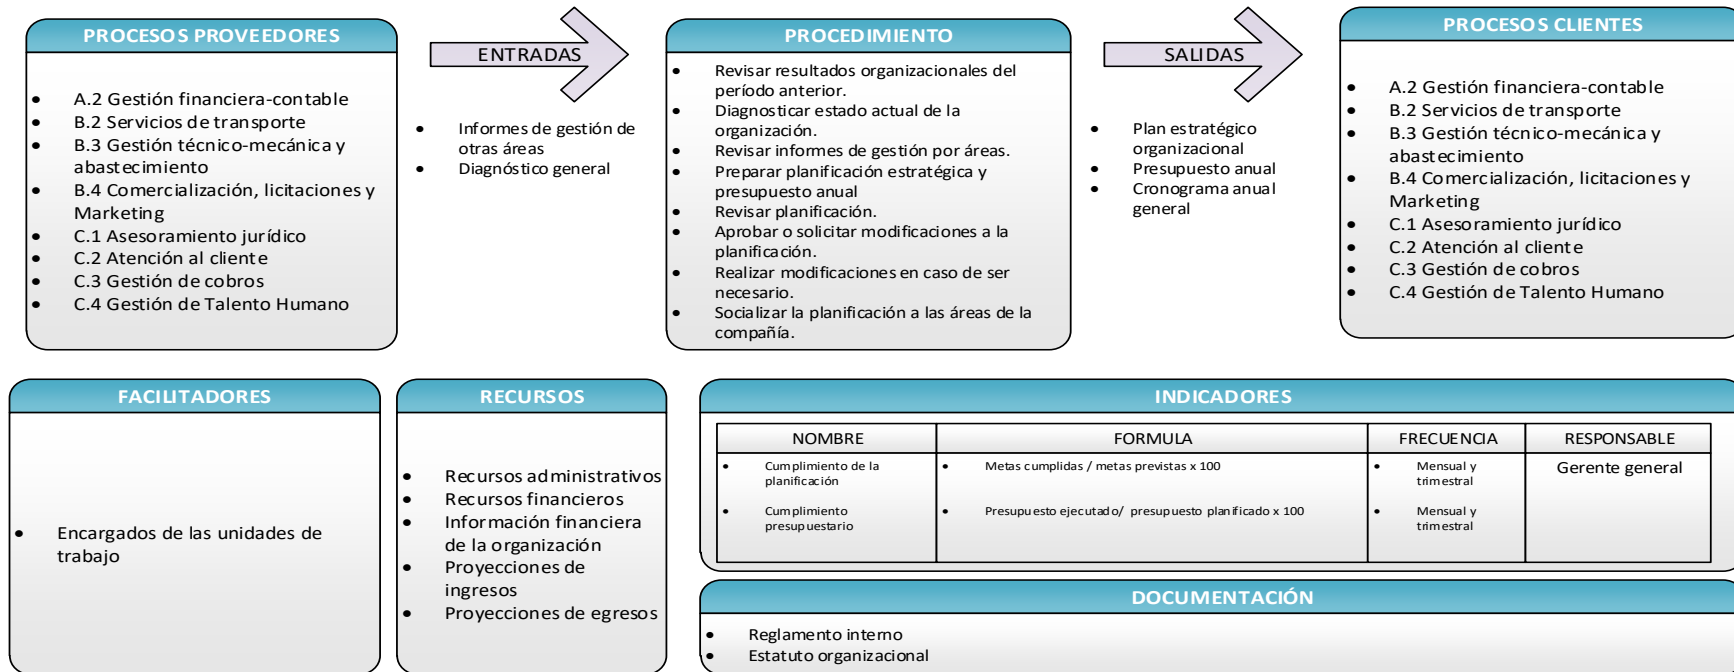 PROCESOS PROVEEDORES
• A.2 Gestión financiera-contable
• B.2 Servicios de transporte
• B.3 Gestión técnico-mecánica y
abastecimiento
• B.4 Comercialización, licitaciones y
Marketing
• C.1 Asesoramiento jurídico
• C.2 Atención al cliente
• C.3 Gestión de cobros
• C.4 Gestión de Talento Humano
ENTRADAS
• Informes de gestión de
otras áreas
• Diagnóstico general
PROCEDIMIENTO
• Revisar resultados organizacionales del
período anterior.
• Diagnosticar estado actual de la
organización.
• Revisar informes de gestión por áreas.
• Preparar planificación estratégica y
presupuesto anual
• Revisar planificación.
• Aprobar o solicitar modificaciones a la
planificación.
• Realizar modificaciones en caso de ser
necesario.
• Socializar la planificación a las áreas de la
compañía.
SALIDAS
• Plan estratégico
organizacional
• Presupuesto anual
• Cronograma anual
general
PROCESOS CLIENTES
• A.2 Gestión financiera-contable
• B.2 Servicios de transporte
• B.3 Gestión técnico-mecánica y
abastecimiento
• B.4 Comercialización, licitaciones y
Marketing
• C.1 Asesoramiento jurídico
• C.2 Atención al cliente
• C.3 Gestión de cobros
• C.4 Gestión de Talento Humano
FACILITADORES
• Encargados de las unidades de
trabajo
RECURSOS
• Recursos administrativos
• Recursos financieros
• Información financiera
de la organización
• Proyecciones de
ingresos
• Proyecciones de egresos
INDICADORES
NOMBRE FORMULA FRECUENCIA RESPONSABLE
• Cumplimiento de la
planificación
• Metas cumplidas / metas previstas x 100
• Mensual y
trimestral
Gerente general
• Cumplimiento
presupuestario
• Presupuesto ejecutado/ presupuesto planificado x 100
• Mensual y
trimestral
DOCUMENTACIÓN
• Reglamento interno
• Estatuto organizacional